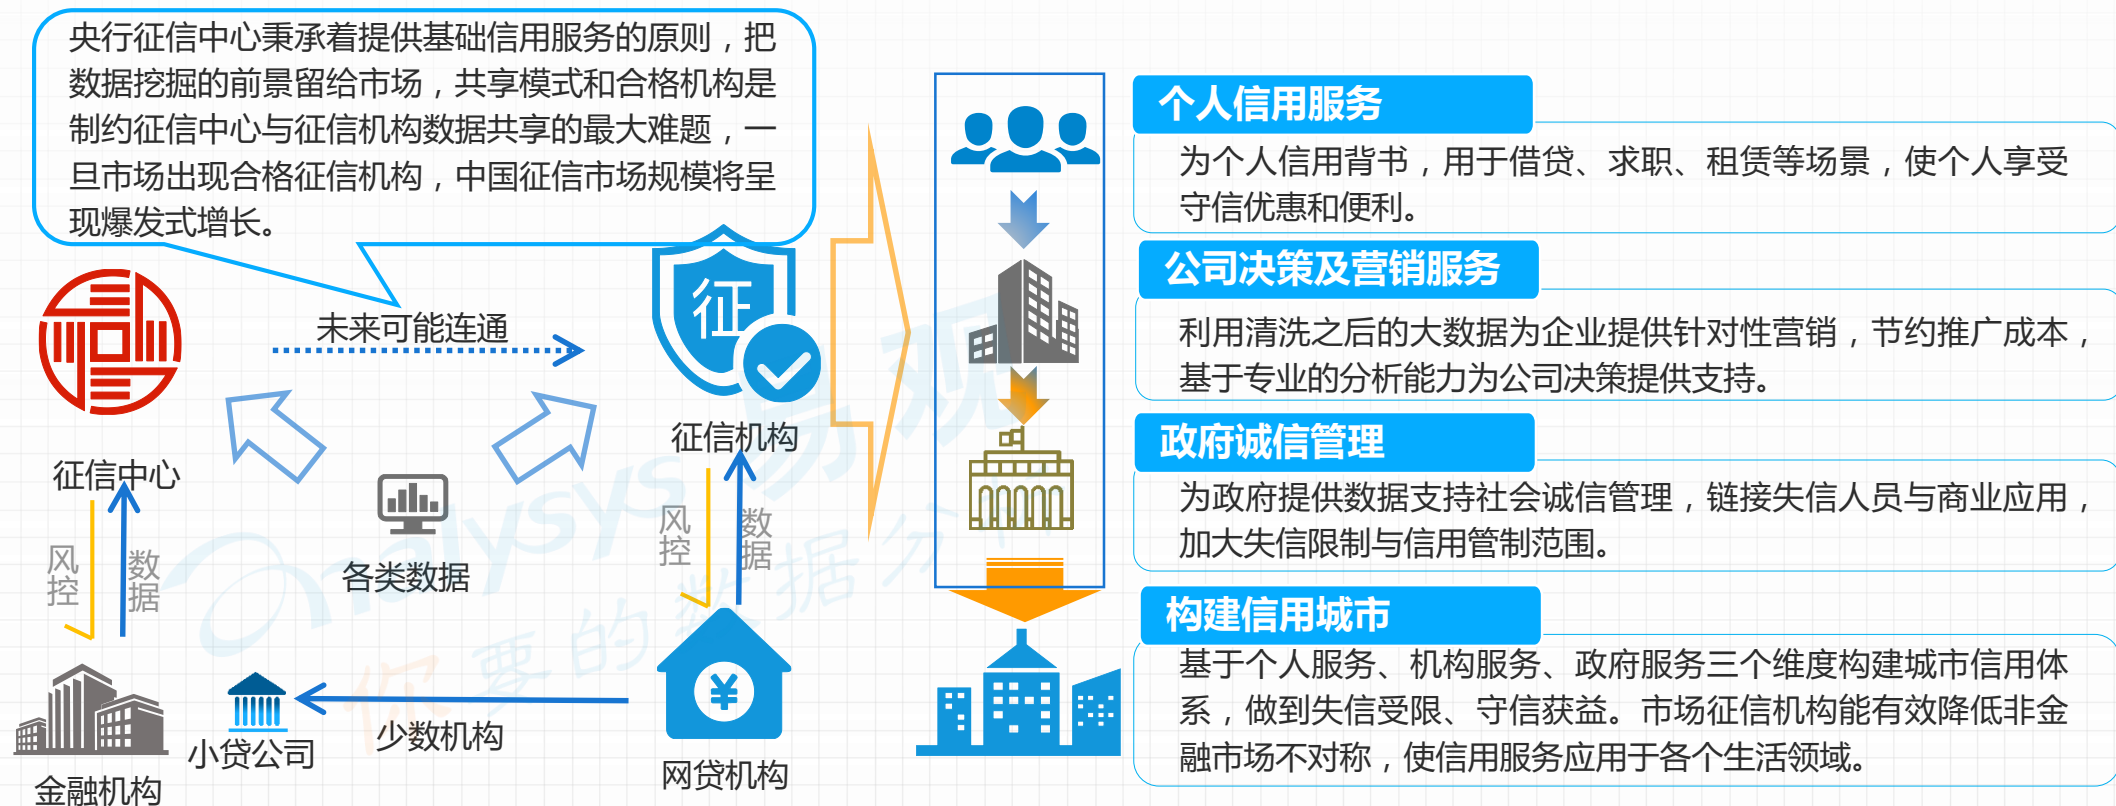 央行征信中心秉承着提供基础信用服务的原则，把
数据挖掘的前景留给市场，共享模式和合格机构是
制约征信中心与征信机构数据共享的最大难题，一
旦市场出现合格征信机构，中国征信市场规模将呈
现爆发式增长。
未来可能连通
征
征信机构
征信中心
风控
数据
各类数据
风控
数据
小贷公司
少数机构
金融机构
网贷机构
个人信用服务
为个人信用背书，用于借贷、求职、租赁等场景，使个人享受
守信优惠和便利。
公司决策及营销服务
利用清洗之后的大数据为企业提供针对性营销，节约推广成本，
基于专业的分析能力为公司决策提供支持。
政府诚信管理
为政府提供数据支持社会诚信管理，链接失信人员与商业应用，
加大失信限制与信用管制范围。
构建信用城市
基于个人服务、机构服务、政府服务三个维度构建城市信用体
系，做到失信受限、守信获益。市场征信机构能有效降低非金
融市场不对称，使信用服务应用于各个生活领域。
¥
analysys 易观
你要的数据分析